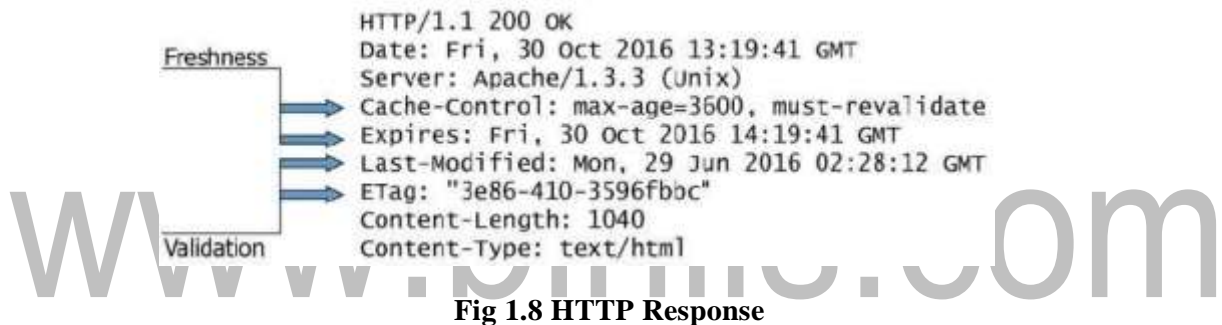 HTTP/1.1 200 OK
Freshness
Date: Fri, 30 Oct 2016 13:19:41 GMT
Server: Apache/1.3.3 (Unix)
Cache-Control: max-age=3600, must-revalidate
Expires: Fri, 30 Oct 2016 14:19:41 GMT
Last-Modified: Mon, 29 Jun 2016 02:28:12 GMT
ETag: "3e86-410-3596fbbc"
Content-Length: 1040
Validation
Content-Type: text/html
Fig 1.8 HTTP Response